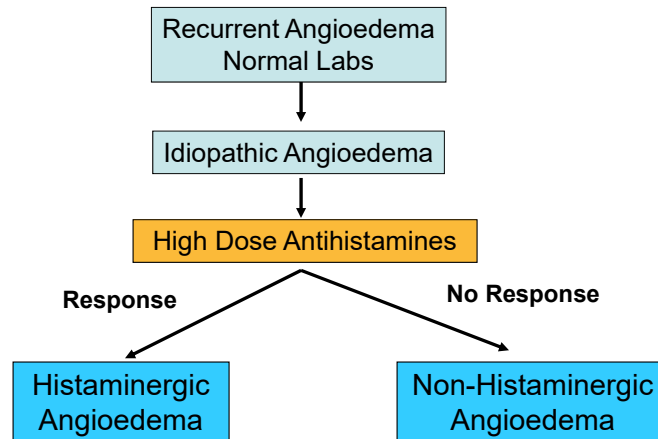 Recurrent Angioedema
Normal Labs
Idiopathic Angioedema
High Dose Antihistamines
Response
No Response
Histaminergic
Angioedema
Non-Histaminergic
Angioedema